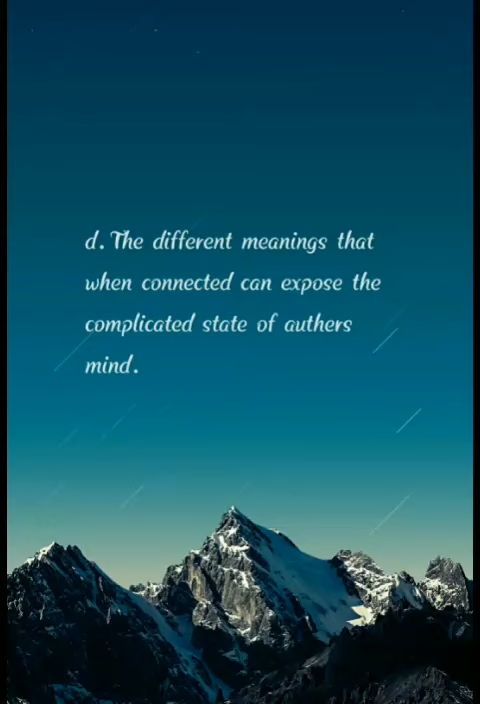 d. The different meanings that
when connected can expose the
complicated state of authers
mind.